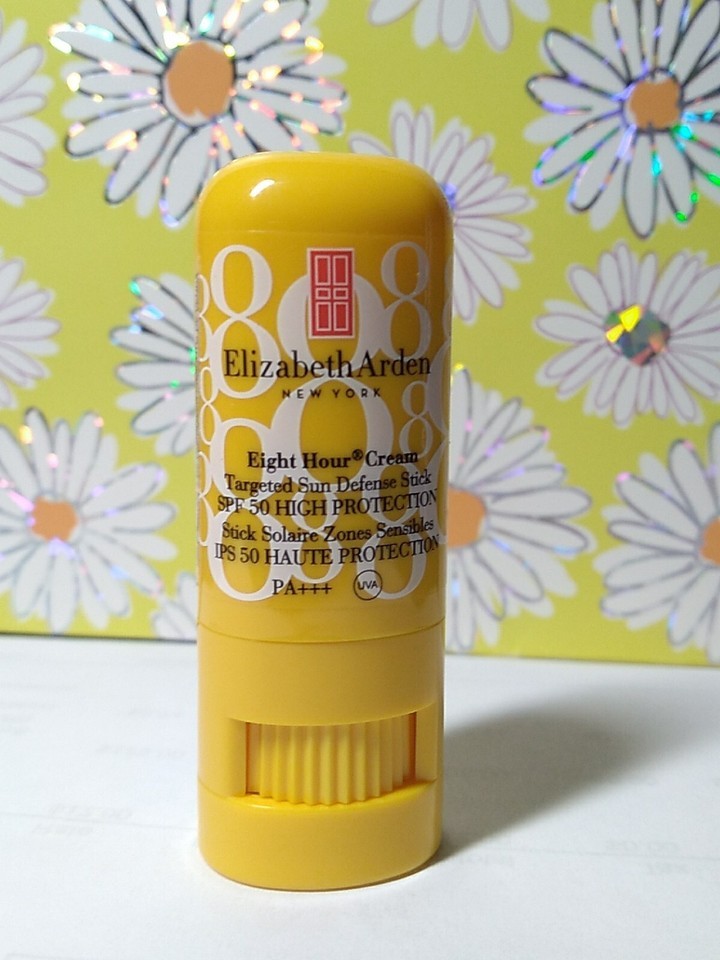 Elizabeth Arden
NEW YORK
Eight Hour® Cream
Targeted Sun Defense Stick
SPF 50 HIGH PROTECTION
Stick Solaire Zones Sensibles
IPS 50 HAUTE PROTECTION
PA+++ UVA